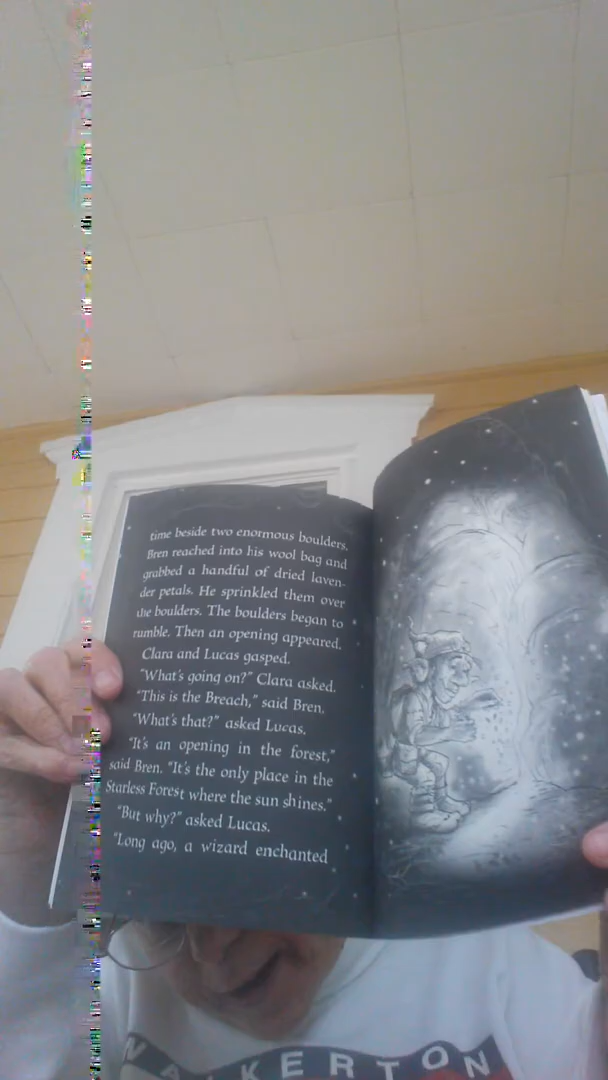 time beside two enormous boulders.
Bren reached into his wool bag and
grabbed a handful of dried laven-
der petals. He sprinkled them over
the boulders. The boulders began to
rumble. Then an opening appeared.
Clara and Lucas gasped.
"What's going on?" Clara asked.
"This is the Breach," said Bren.
"What's that?" asked Lucas.
"It's an opening in the forest,"
said Bren. "It's the only place in the
Starless Forest where the sun shines."
"But why?" asked Lucas.
"Long ago, a wizard enchanted
WALKERTON